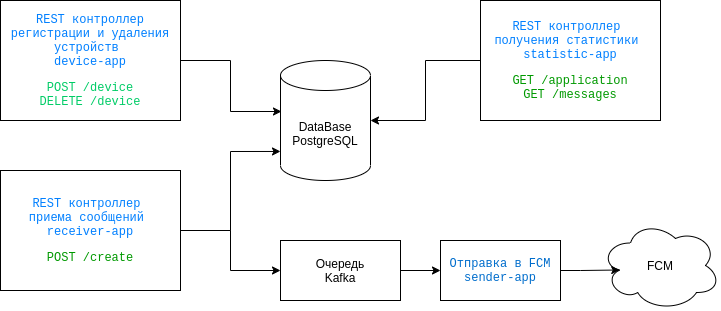 REST контроллер
регистрации и удаления
устройств
device-app
POST /device
DELETE /device
REST контроллер
получения статистики
statistic-app
GET /application
GET /messages
DataBase
PostgreSQL
REST контроллер
приема сообщений
receiver-app
POST /create
Очередь
Kafka
Отправка в FCM
sender-app
FCM